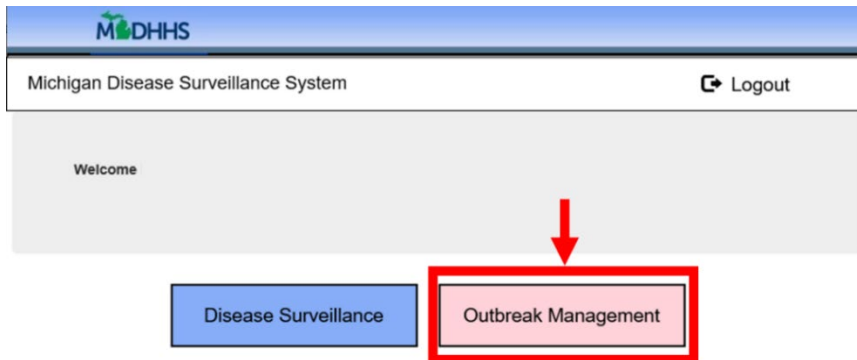 MDHHS
Michigan Disease Surveillance System
Logout
Welcome
Disease Surveillance
Outbreak Management